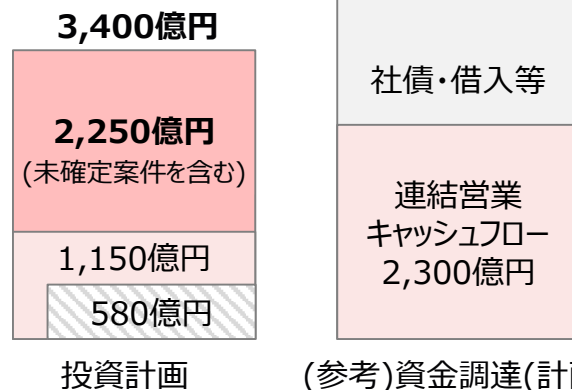 3,400億円
2,250億円
(未確定案件を含む)
1,150億円
580億円
投資計画
社債・借入等
連結営業
キャッシュフロー
2,300億円
(参考)資金調達(計画